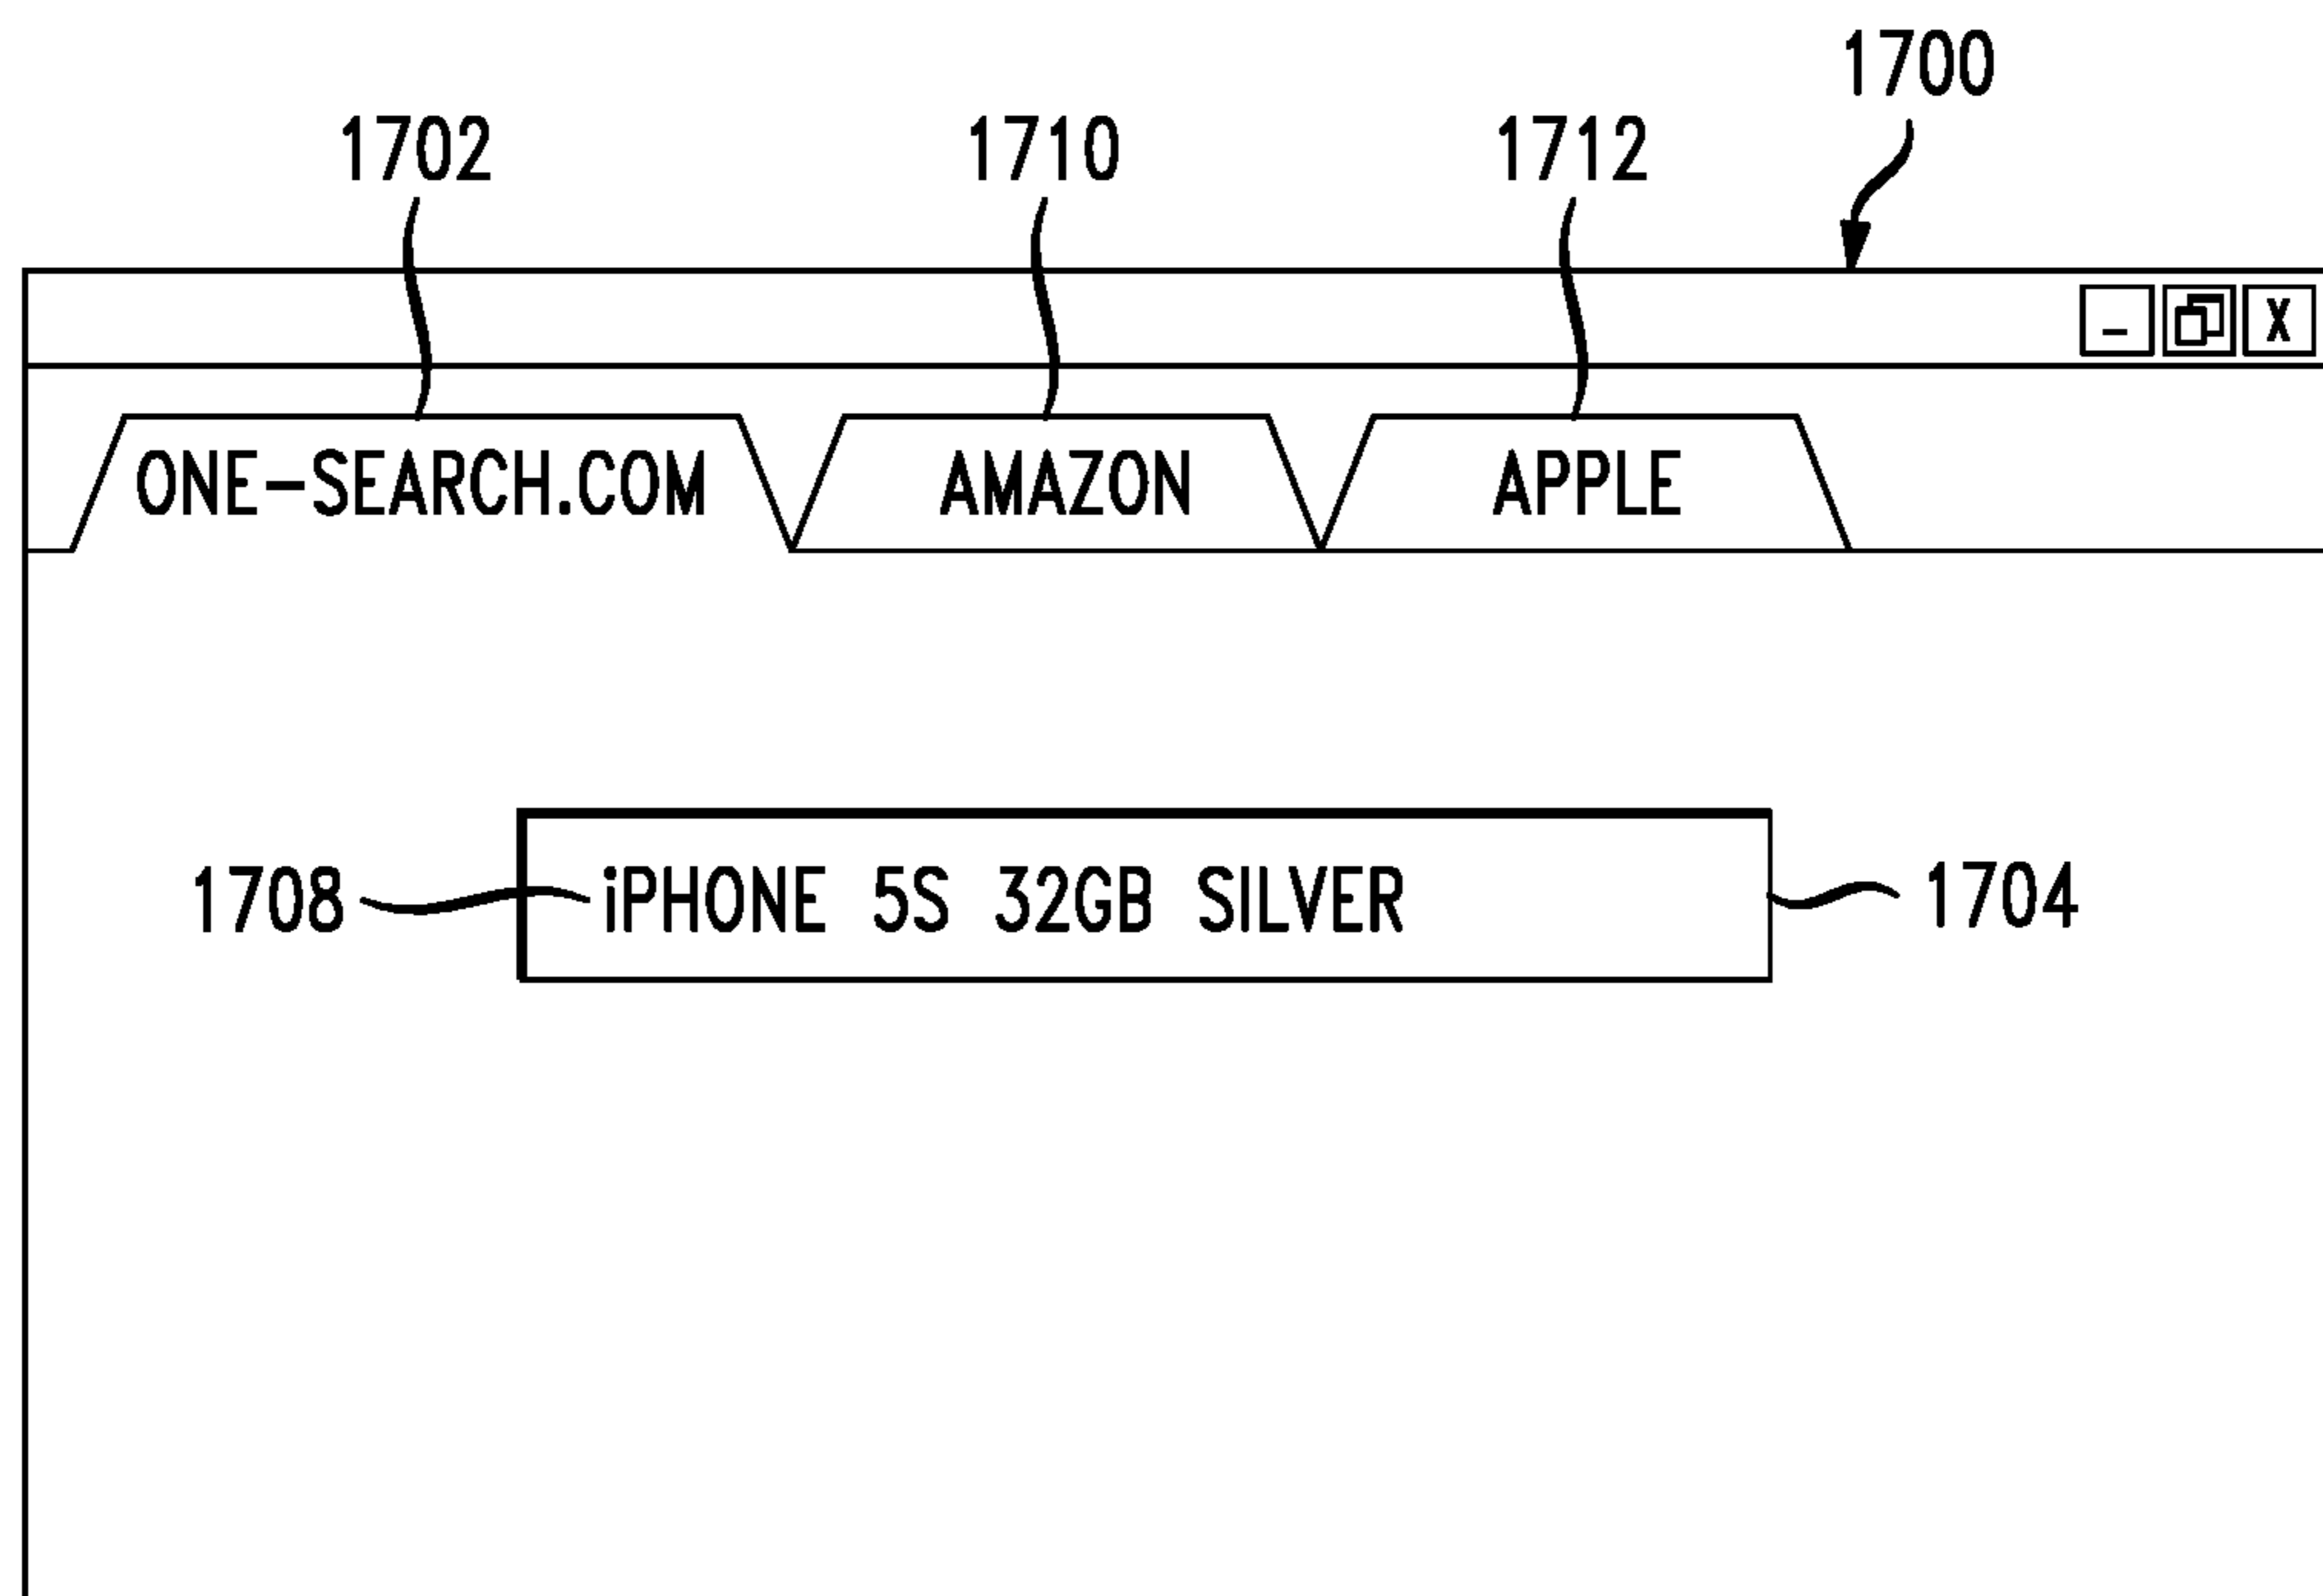 1700
1702 1710 1712
_ X
ONE-SEARCH.COM AMAZON APPLE
1708 iPHONE 5S 32GB SILVER 1704